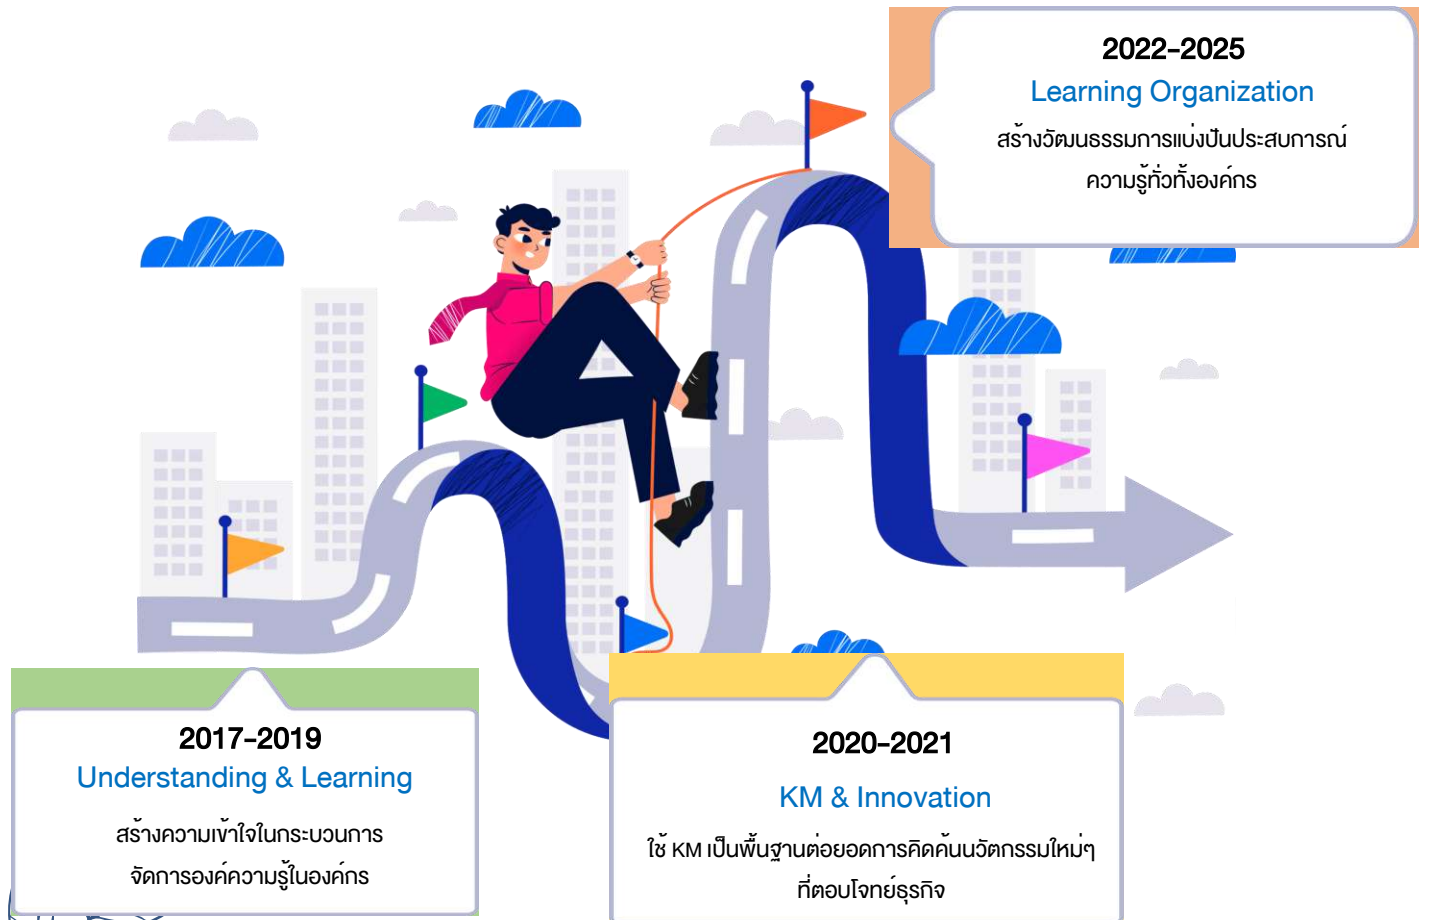 2022-2025
Learning Organization
สร้างวัฒนธรรมการแบ่งปันประสบการณ์
ความรู้ทั่วทั้งองค์กร
2017-2019
Understanding & Learning
สร้างความเข้าใจในกระบวนการ
จัดการองค์ความรู้ในองค์กร
2020-2021
KM & Innovation
ใช้ KM เป็นพื้นฐานต่อยอดการคิดค้นนวัตกรรมใหม่ๆ
ที่ตอบโจทย์ธุรกิจ